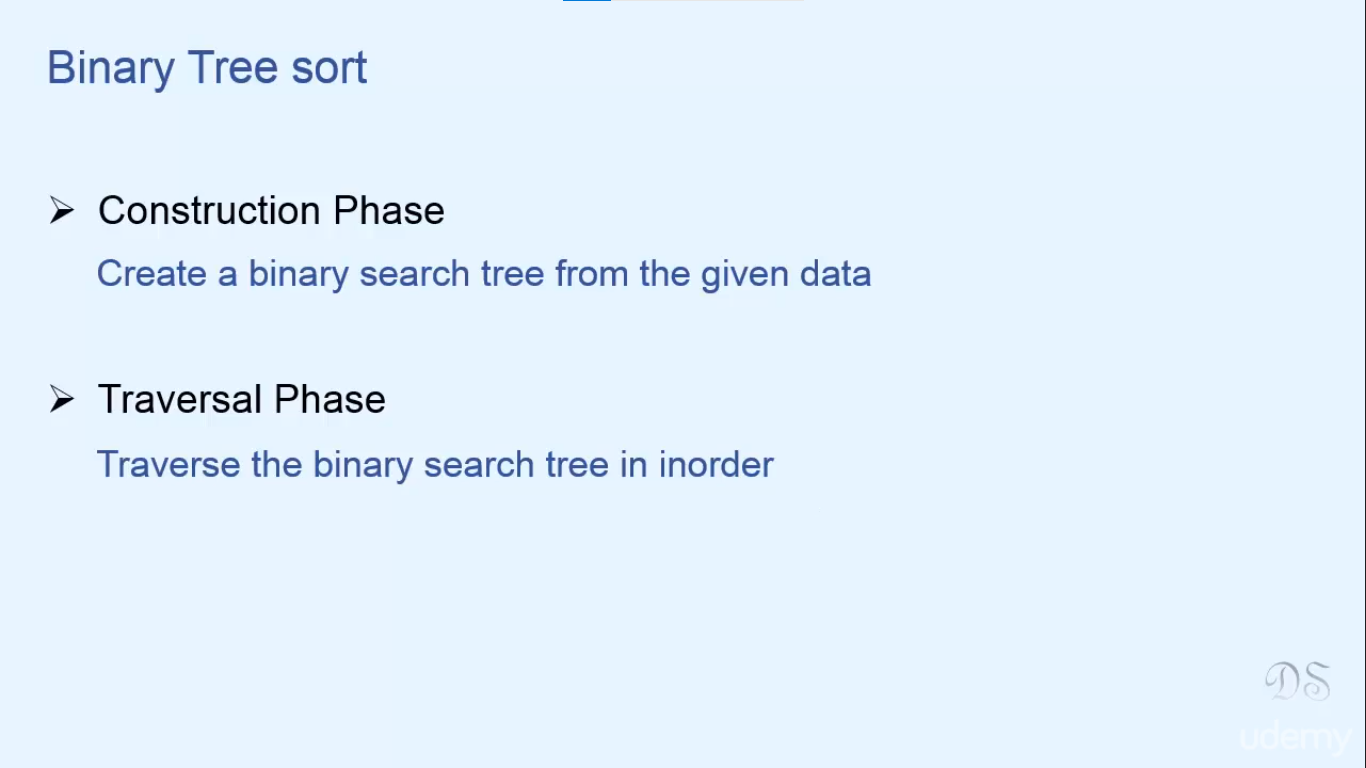 Binary Tree sort
Construction Phase
Create a binary search tree from the given data
Traversal Phase
Traverse the binary search tree in inorder
DS
udemy